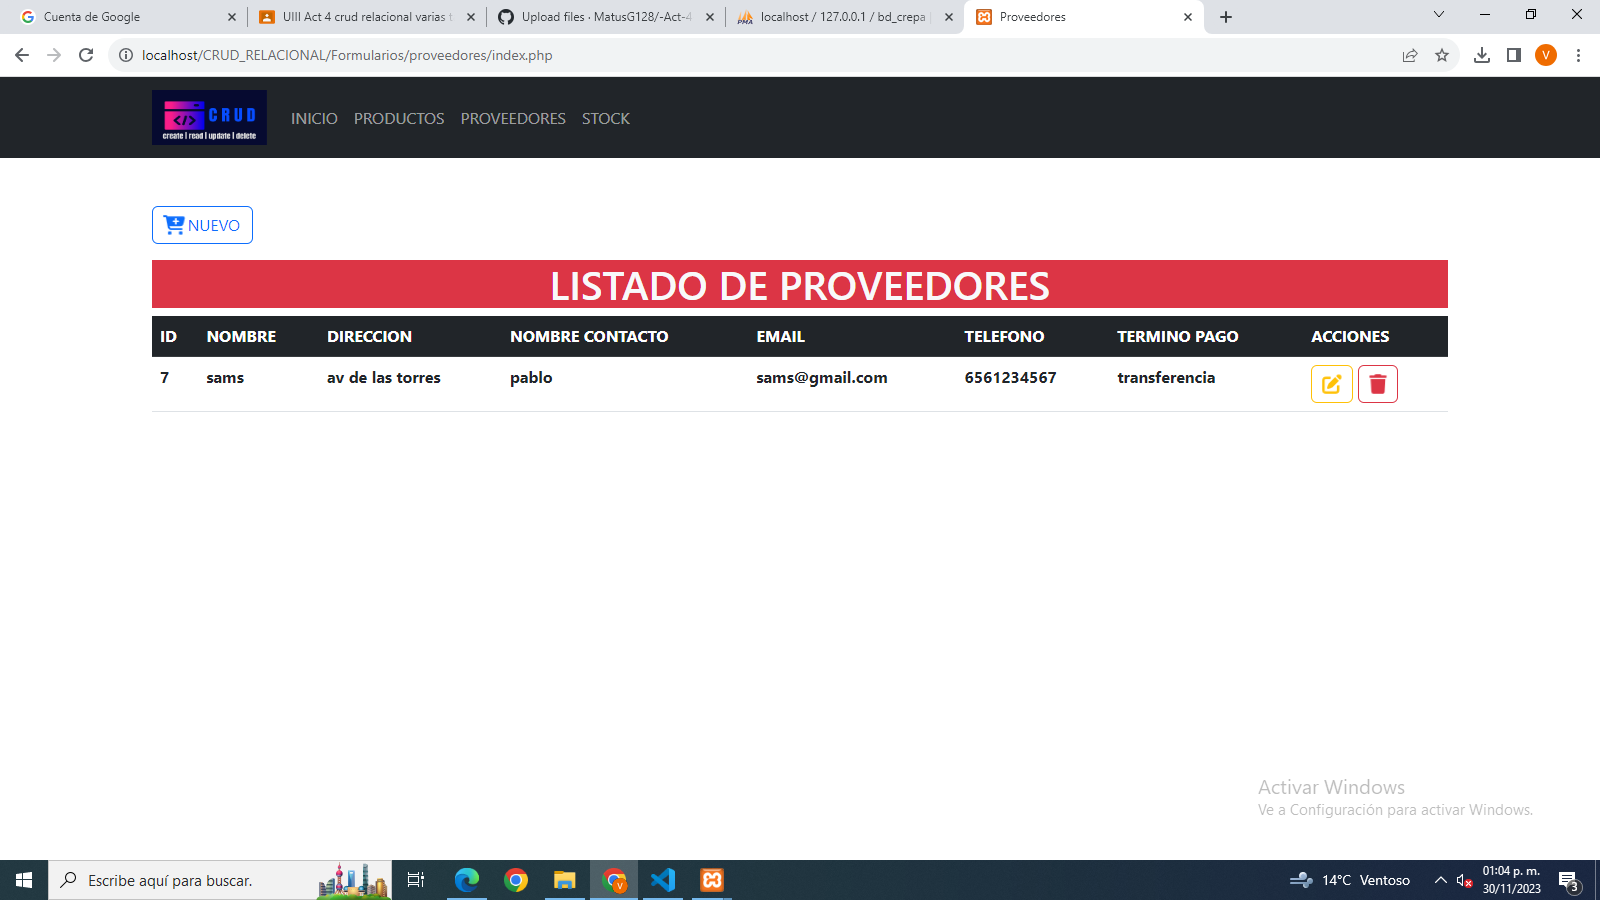 Cuenta de Google
UIII Act 4 crud relacional varias t
Upload files · MatusG128/-Act-4
localhost / 127.0.0.1 / bd_crepa |
Proveedores
localhost/CRUD_RELACIONAL/Formularios/proveedores/index.php
V
CRUD
create | read | update | delete
INICIO PRODUCTOS PROVEEDORES STOCK
NUEVO
LISTADO DE PROVEEDORES
ID NOMBRE DIRECCION NOMBRE CONTACTO EMAIL TELEFONO TERMINO PAGO ACCIONES
7 sams av de las torres pablo sams@gmail.com 6561234567 transferencia
Activar Windows
Ve a Configuración para activar Windows.
Escribe aquí para buscar.
V
14°C Ventoso
01:04 p. m.
30/11/2023
3